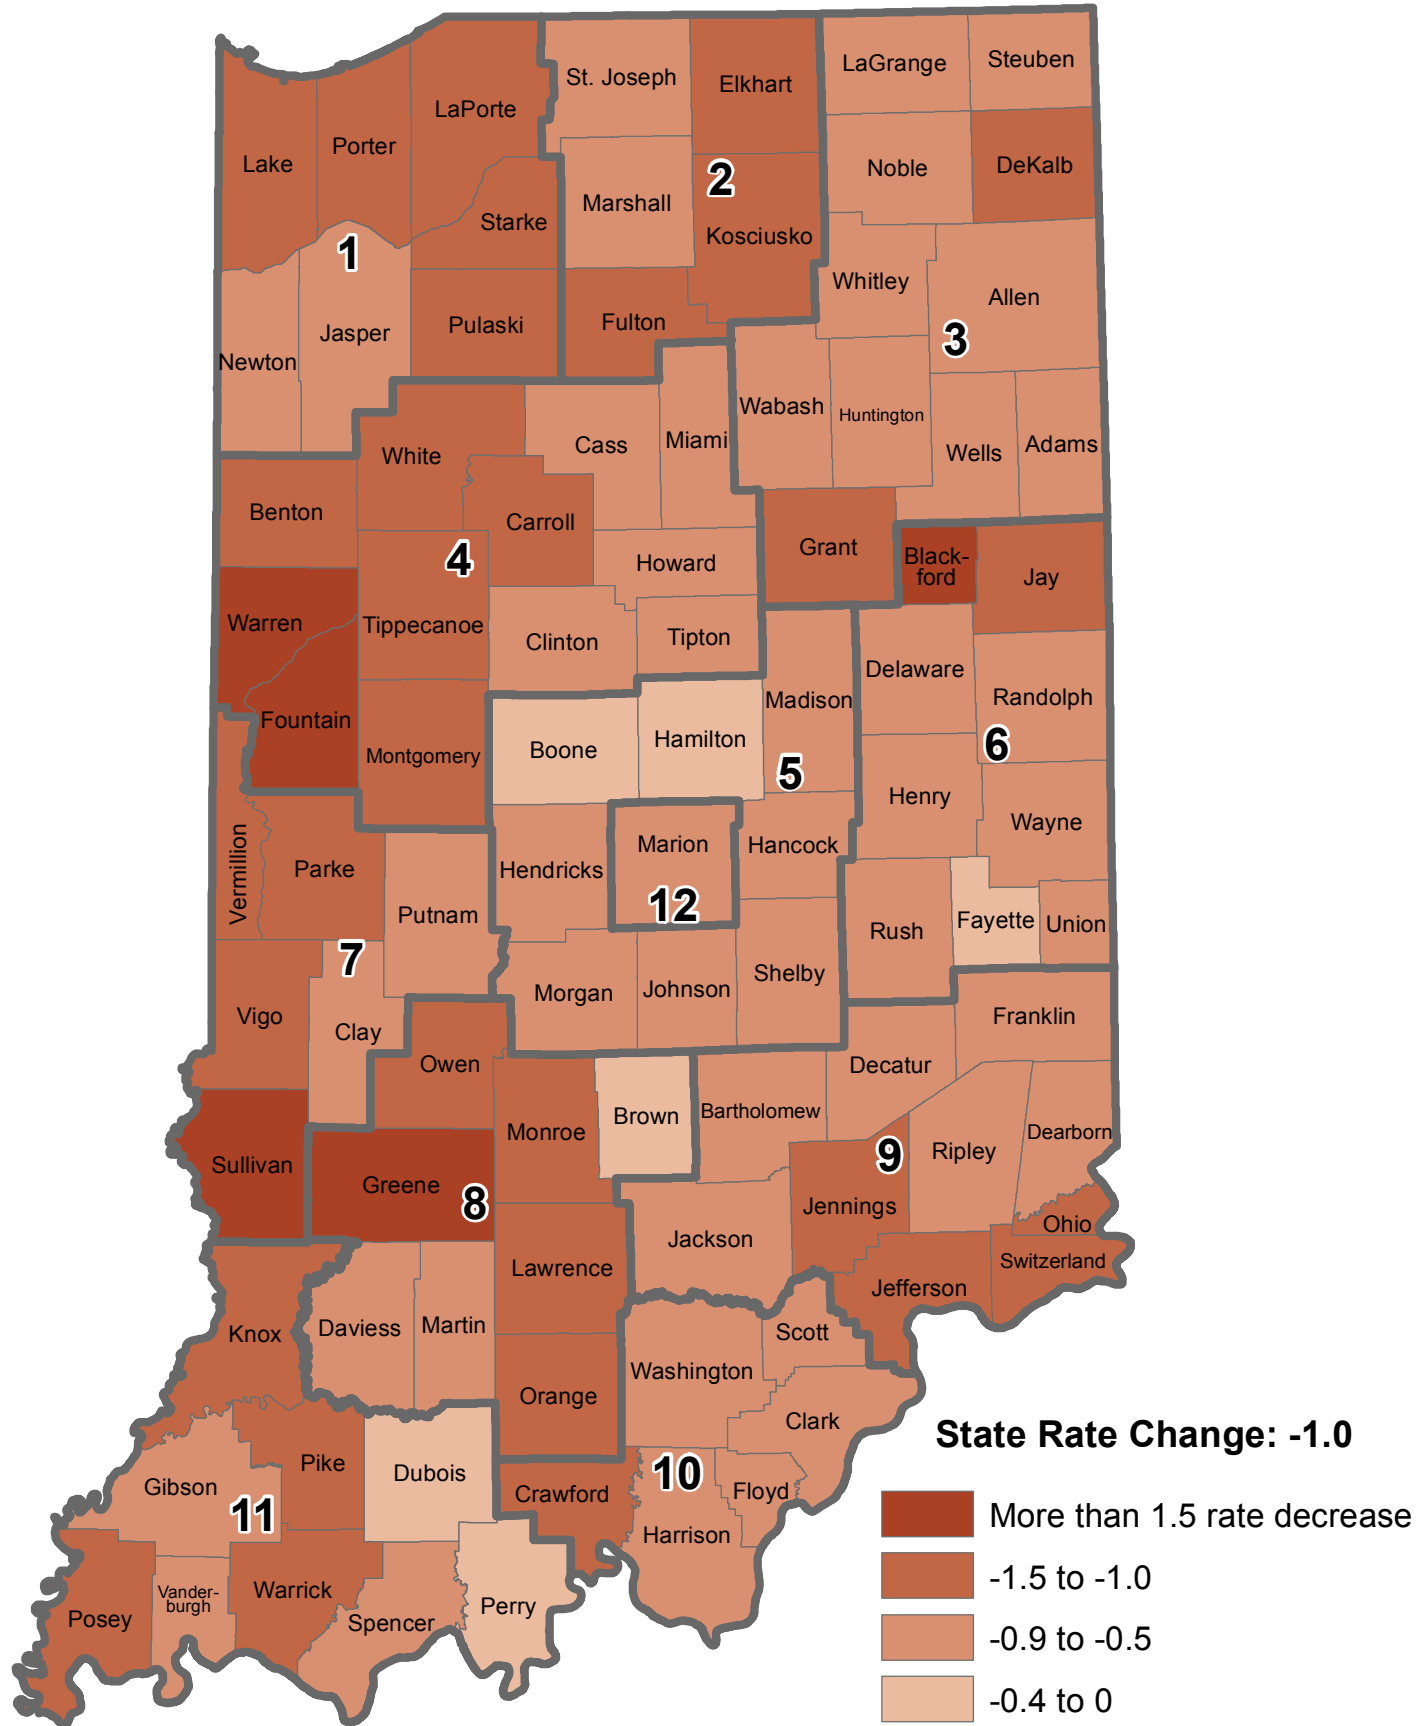 St. Joseph
Elkhart
LaGrange
Steuben
LaPorte
Lake
Porter
Noble
DeKalb
Marshall
2
Starke
Kosciusko
1
Whitley
Allen
Newton
Jasper
Pulaski
Fulton
3
Wabash
Huntington
White
Cass
Miami
Wells
Adams
Benton
Carroll
4
Howard
Grant
Black-
ford
Jay
Warren
Tippecanoe
Clinton
Tipton
Delaware
Randolph
Madison
Fountain
Montgomery
Boone
Hamilton
5
6
Henry
Wayne
Vermillion
Parke
Putnam
Hendricks
Marion
12
Hancock
Rush
Fayette
Union
7
Vigo
Clay
Morgan
Johnson
Shelby
Franklin
Owen
Decatur
Monroe
Brown
Bartholomew
Dearborn
Sullivan
Greene
8
9
Ripley
Jennings
Ohio
Jackson
Lawrence
Switzerland
Jefferson
Knox
Daviess
Martin
Scott
Washington
Orange
Clark
Pike
Dubois
Gibson
11
Crawford
10
Floyd
Harrison
Posey
Vander-
burgh
Warrick
Spencer
Perry
State Rate Change: -1.0
More than 1.5 rate decrease
-1.5 to -1.0
-0.9 to -0.5
-0.4 to 0